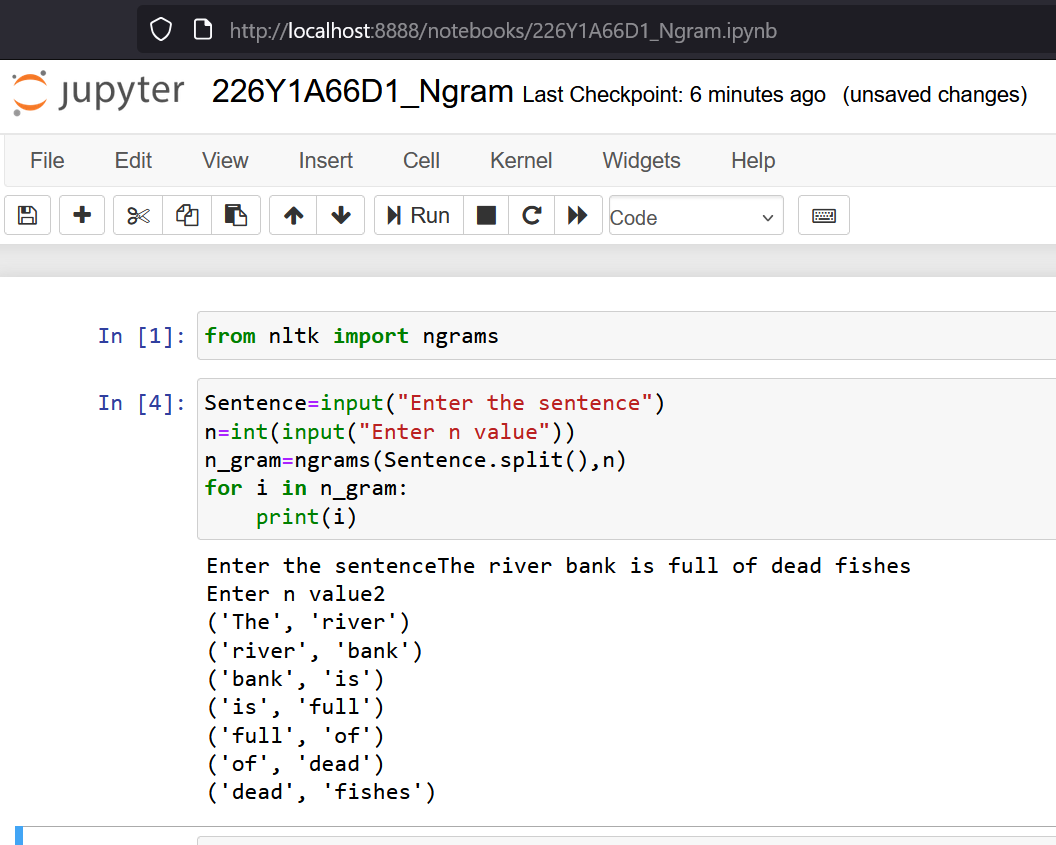 http://localhost:8888/notebooks/226Y1A66D1_Ngram.ipynb
jupyter 226Y1A66D1_Ngram Last Checkpoint: 6 minutes ago (unsaved changes)
File Edit View Insert Cell Kernel Widgets Help
Run Code
In [1]: from nltk import ngrams
In [4]: Sentence=input("Enter the sentence")
n=int(input("Enter n value"))
n_gram=ngrams(Sentence.split(),n)
for i in n_gram:
    print(i)
Enter the sentenceThe river bank is full of dead fishes
Enter n value2
('The', 'river')
('river', 'bank')
('bank', 'is')
('is', 'full')
('full', 'of')
('of', 'dead')
('dead', 'fishes')